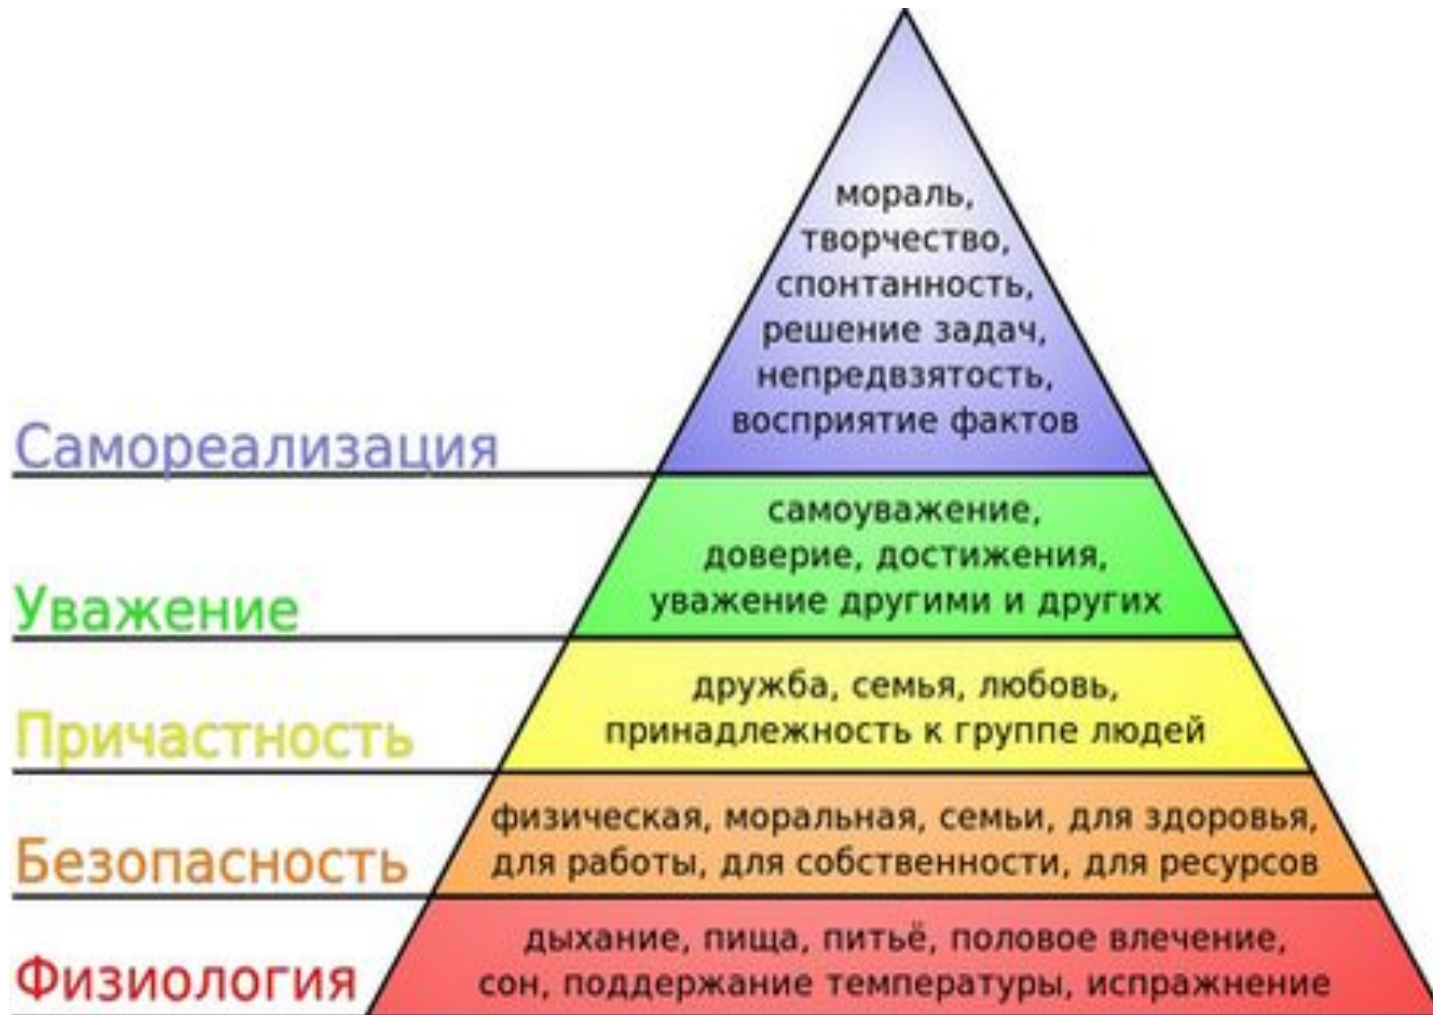 мораль,
творчество,
спонтанность,
решение задач,
непредвзятость,
восприятие фактов
Самореализация
самоуважение,
доверие, достижения,
уважение другими и других
Уважение
дружба, семья, любовь,
принадлежность к группе людей
Причастность
физическая, моральная, семьи, для здоровья,
для работы, для собственности, для ресурсов
Безопасность
дыхание, пища, питьё, половое влечение,
сон, поддержание температуры, испражнение
Физиология